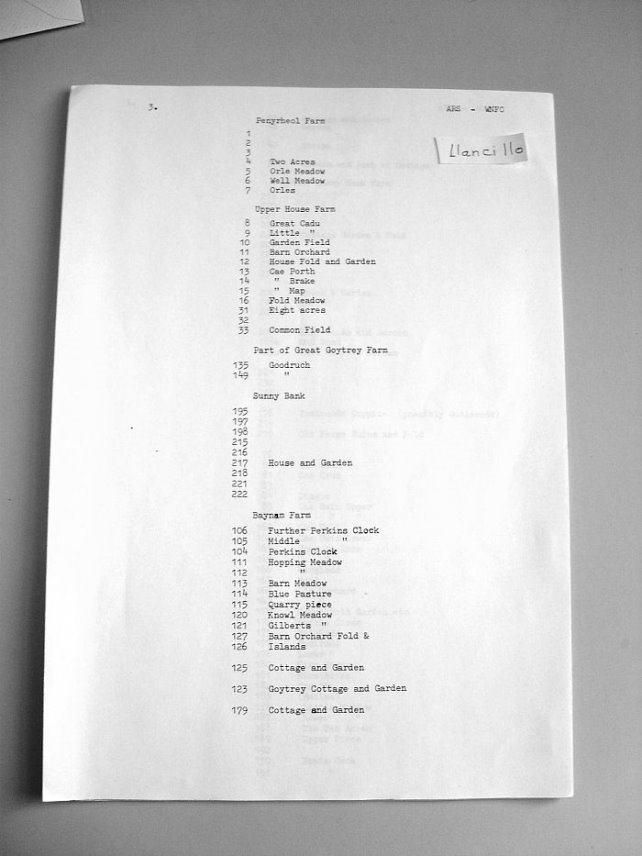 3. ARS - WNFC
Llancillo
Penyrheol Farm
1
2
3
4 Two Acres
5 Orle Meadow
6 Well Meadow
7 Orles
Upper House Farm
8 Great Cadu
9 Little "
10 Garden Field
11 Barn Orchard
12 House Fold and Garden
13 Cae Porth
14 " Brake
15 " Map
16 Fold Meadow
31 Eight acres
32
33 Common Field
Part of Great Goytrey Farm
135 Goodruch
149 "
Sunny Bank
195
197
198
215
216
217 House and Garden
218
221
222
Baynam Farm
106 Further Perkins Clock
105 Middle "
104 Perkins Clock
111 Hopping Meadow
112 "
113 Barn Meadow
114 Blue Pasture
115 Quarry piece
120 Knowl Meadow
121 Gilberts "
127 Barn Orchard Fold &
126 Islands
125 Cottage and Garden
123 Goytrey Cottage and Garden
179 Cottage and Garden